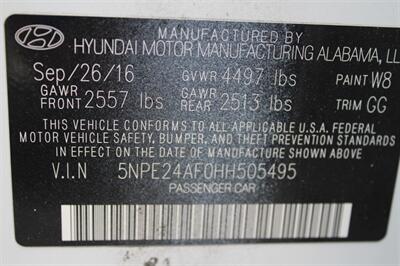 MANUFACTURED BY
HYUNDAI MOTOR MANUFACTURING ALABAMA, LL
Sep/26/16 GVWR 4497 lbs PAINT W8
GAWR FRONT 2557 lbs GAWR REAR 2513 lbs TRIM GG
THIS VEHICLE CONFORMS TO ALL APPLICABLE U.S.A. FEDERAL
MOTOR VEHICLE SAFETY, BUMPER, AND THEFT PREVENTION STANDARDS
IN EFFECT ON THE DATE OF MANUFACTURE SHOWN ABOVE.
V.I.N 5NPE24AF0HH505495
PASSENGER CAR